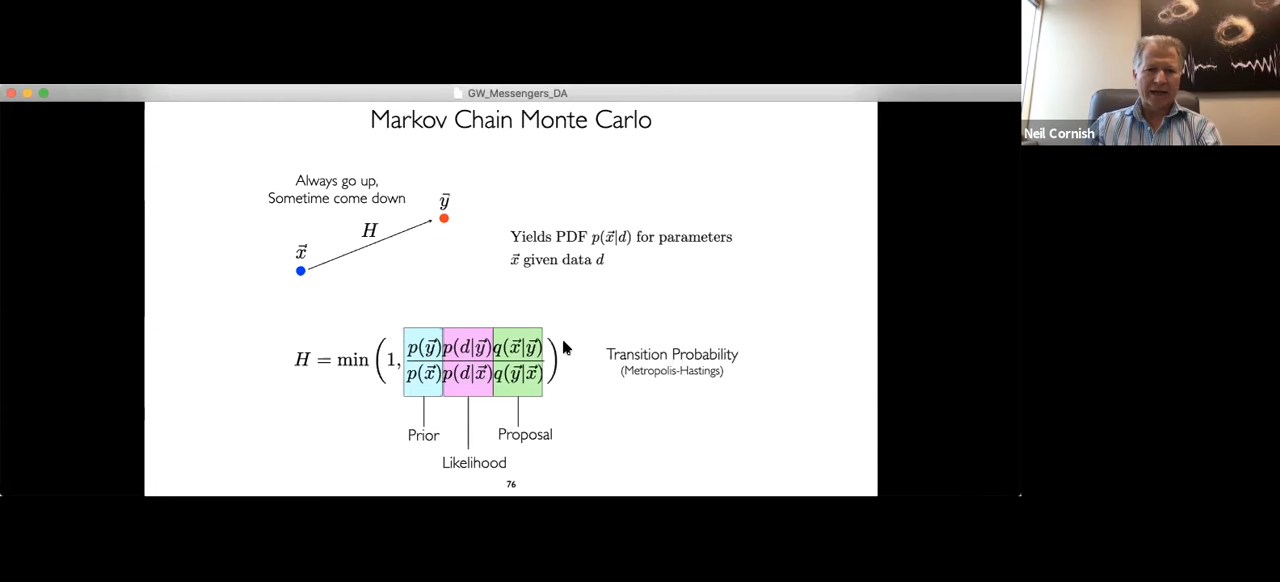 GW_Messengers_DA
Neil Cornish
Markov Chain Monte Carlo
Always go up,
Sometime come down
H
x⃗
y⃗
Yields PDF p(x⃗|d) for parameters
x⃗ given data d
H = min (1, p(y⃗)p(d|y⃗)q(x⃗|y⃗) / p(x⃗)p(d|x⃗)q(y⃗|x⃗))
Transition Probability
(Metropolis-Hastings)
Prior
Proposal
Likelihood
76